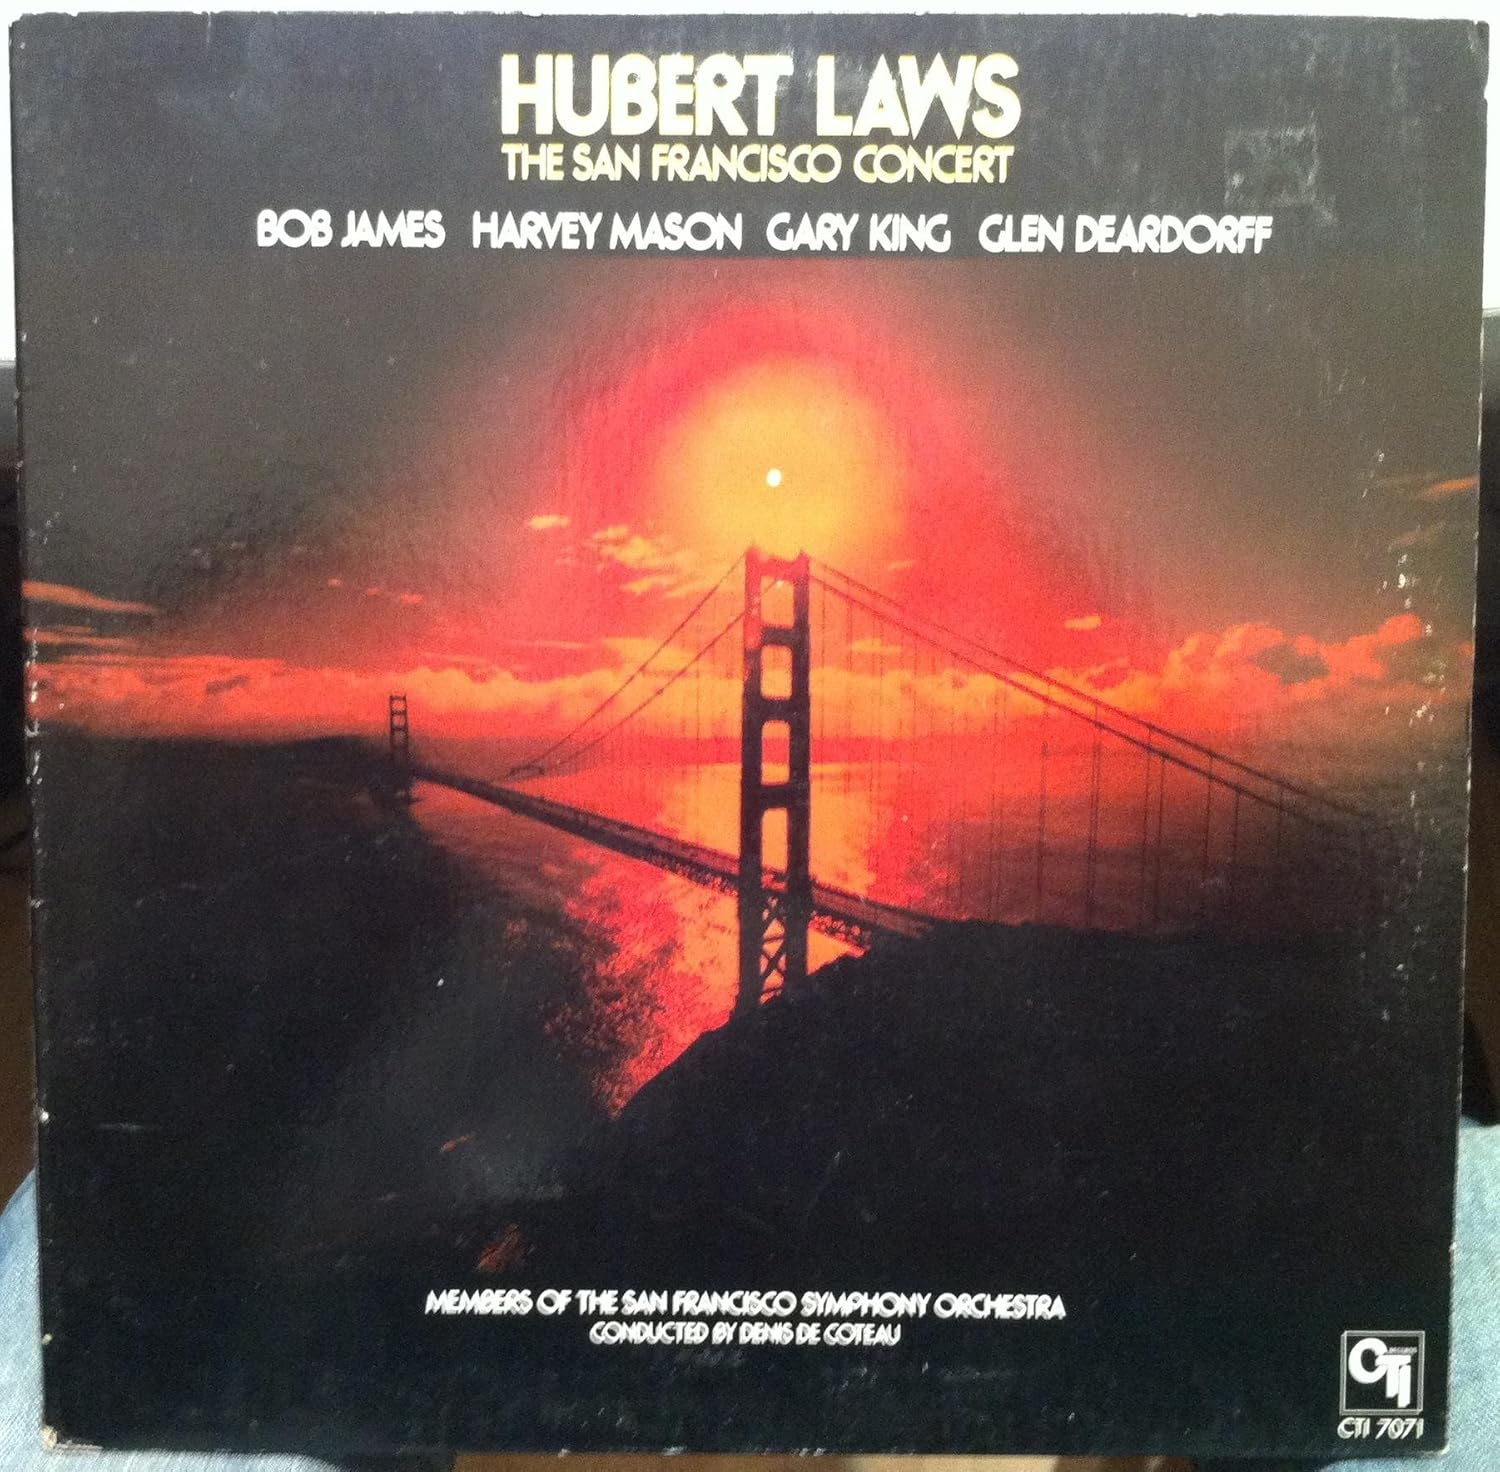 HUBERT LAWS
THE SAN FRANCISCO CONCERT
BOB JAMES HARVEY MASON GARY KING GLEN DEARDORFF
MEMBERS OF THE SAN FRANCISCO SYMPHONY ORCHESTRA
CONDUCTED BY DENIS DE COTEAU
RECORDS
CTI
CTI 7071